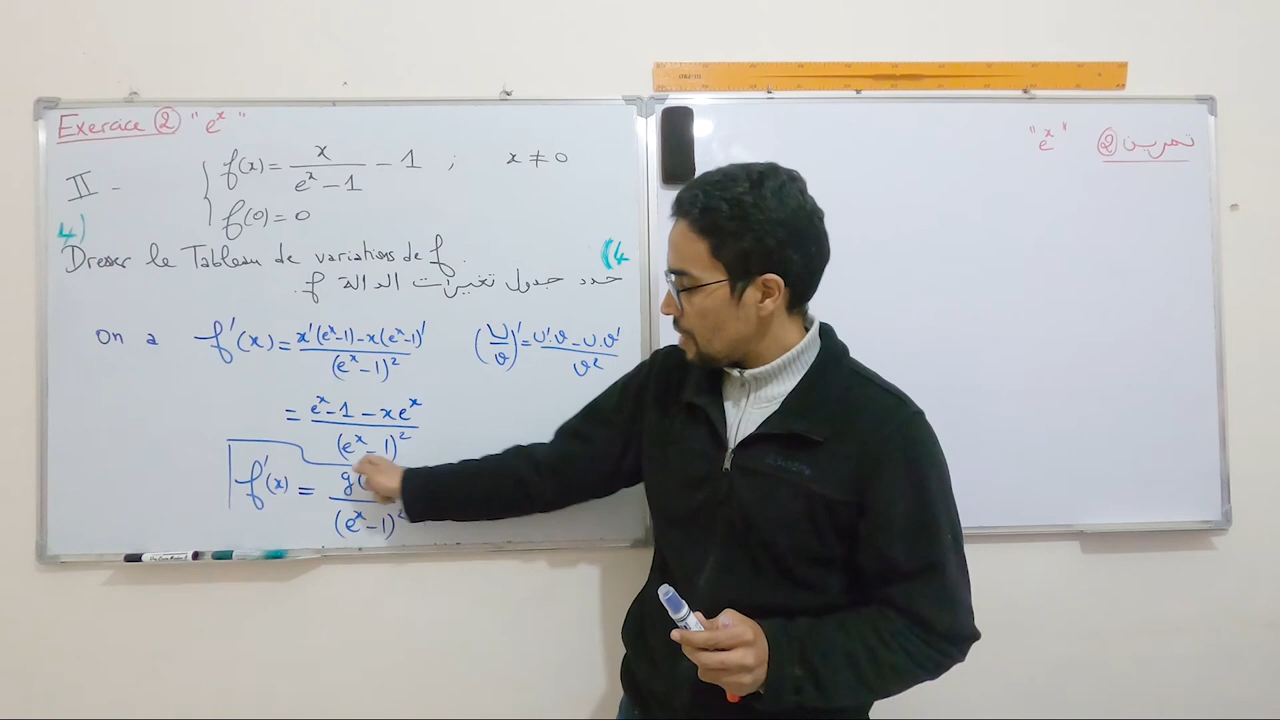 Exercice ② "eˣ"
II -
f(x) = x/(eˣ - 1) - 1 ; x ≠ 0
f(0) = 0
4)
Dresser le Tableau de variations de f.
4) حدد جدول تغيرات الدالة f.
On a f'(x) = (x'(eˣ-1) - x(eˣ-1)')/(eˣ-1)²
(u/v)' = (u'.v - u.v')/v²
= (eˣ - 1 - xeˣ)/(eˣ - 1)²
f'(x) = g(/(eˣ-1)²
تمرين ② "eˣ"